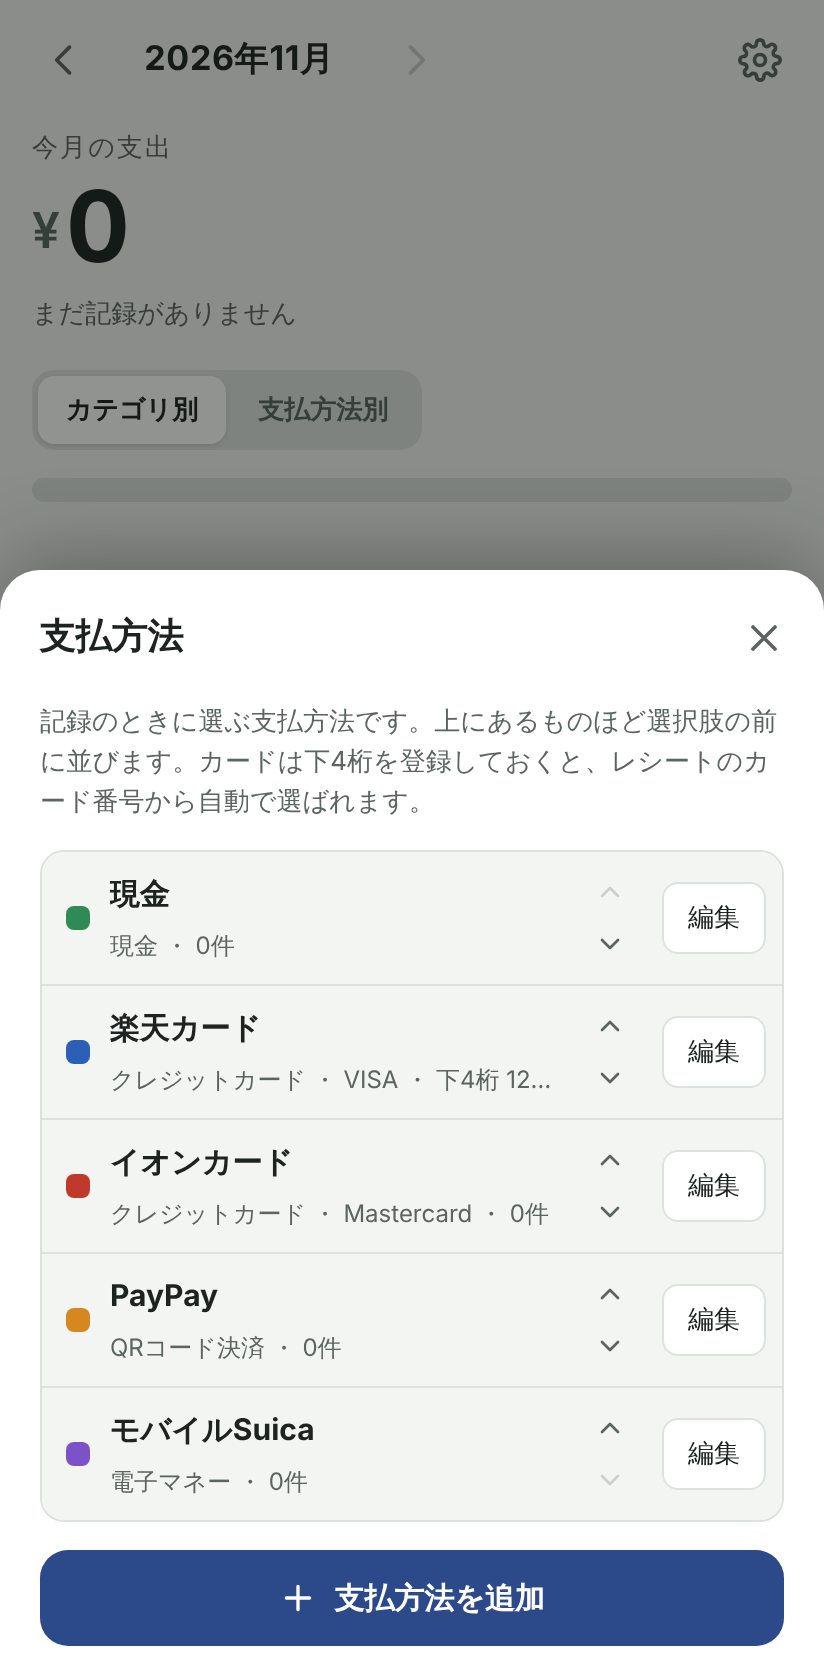 2026年11月
今月の支出
¥0
まだ記録がありません
カテゴリ別
支払方法別
支払方法
記録のときに選ぶ支払方法です。上にあるものほど選択肢の前
に並びます。カードは下4桁を登録しておくと、レシートのカ
ード番号から自動で選ばれます。
現金
現金 ・ 0件
編集
楽天カード
クレジットカード ・ VISA ・ 下4桁 12...
編集
イオンカード
クレジットカード ・ Mastercard ・ 0件
編集
PayPay
QRコード決済 ・ 0件
編集
モバイルSuica
電子マネー ・ 0件
編集
支払方法を追加